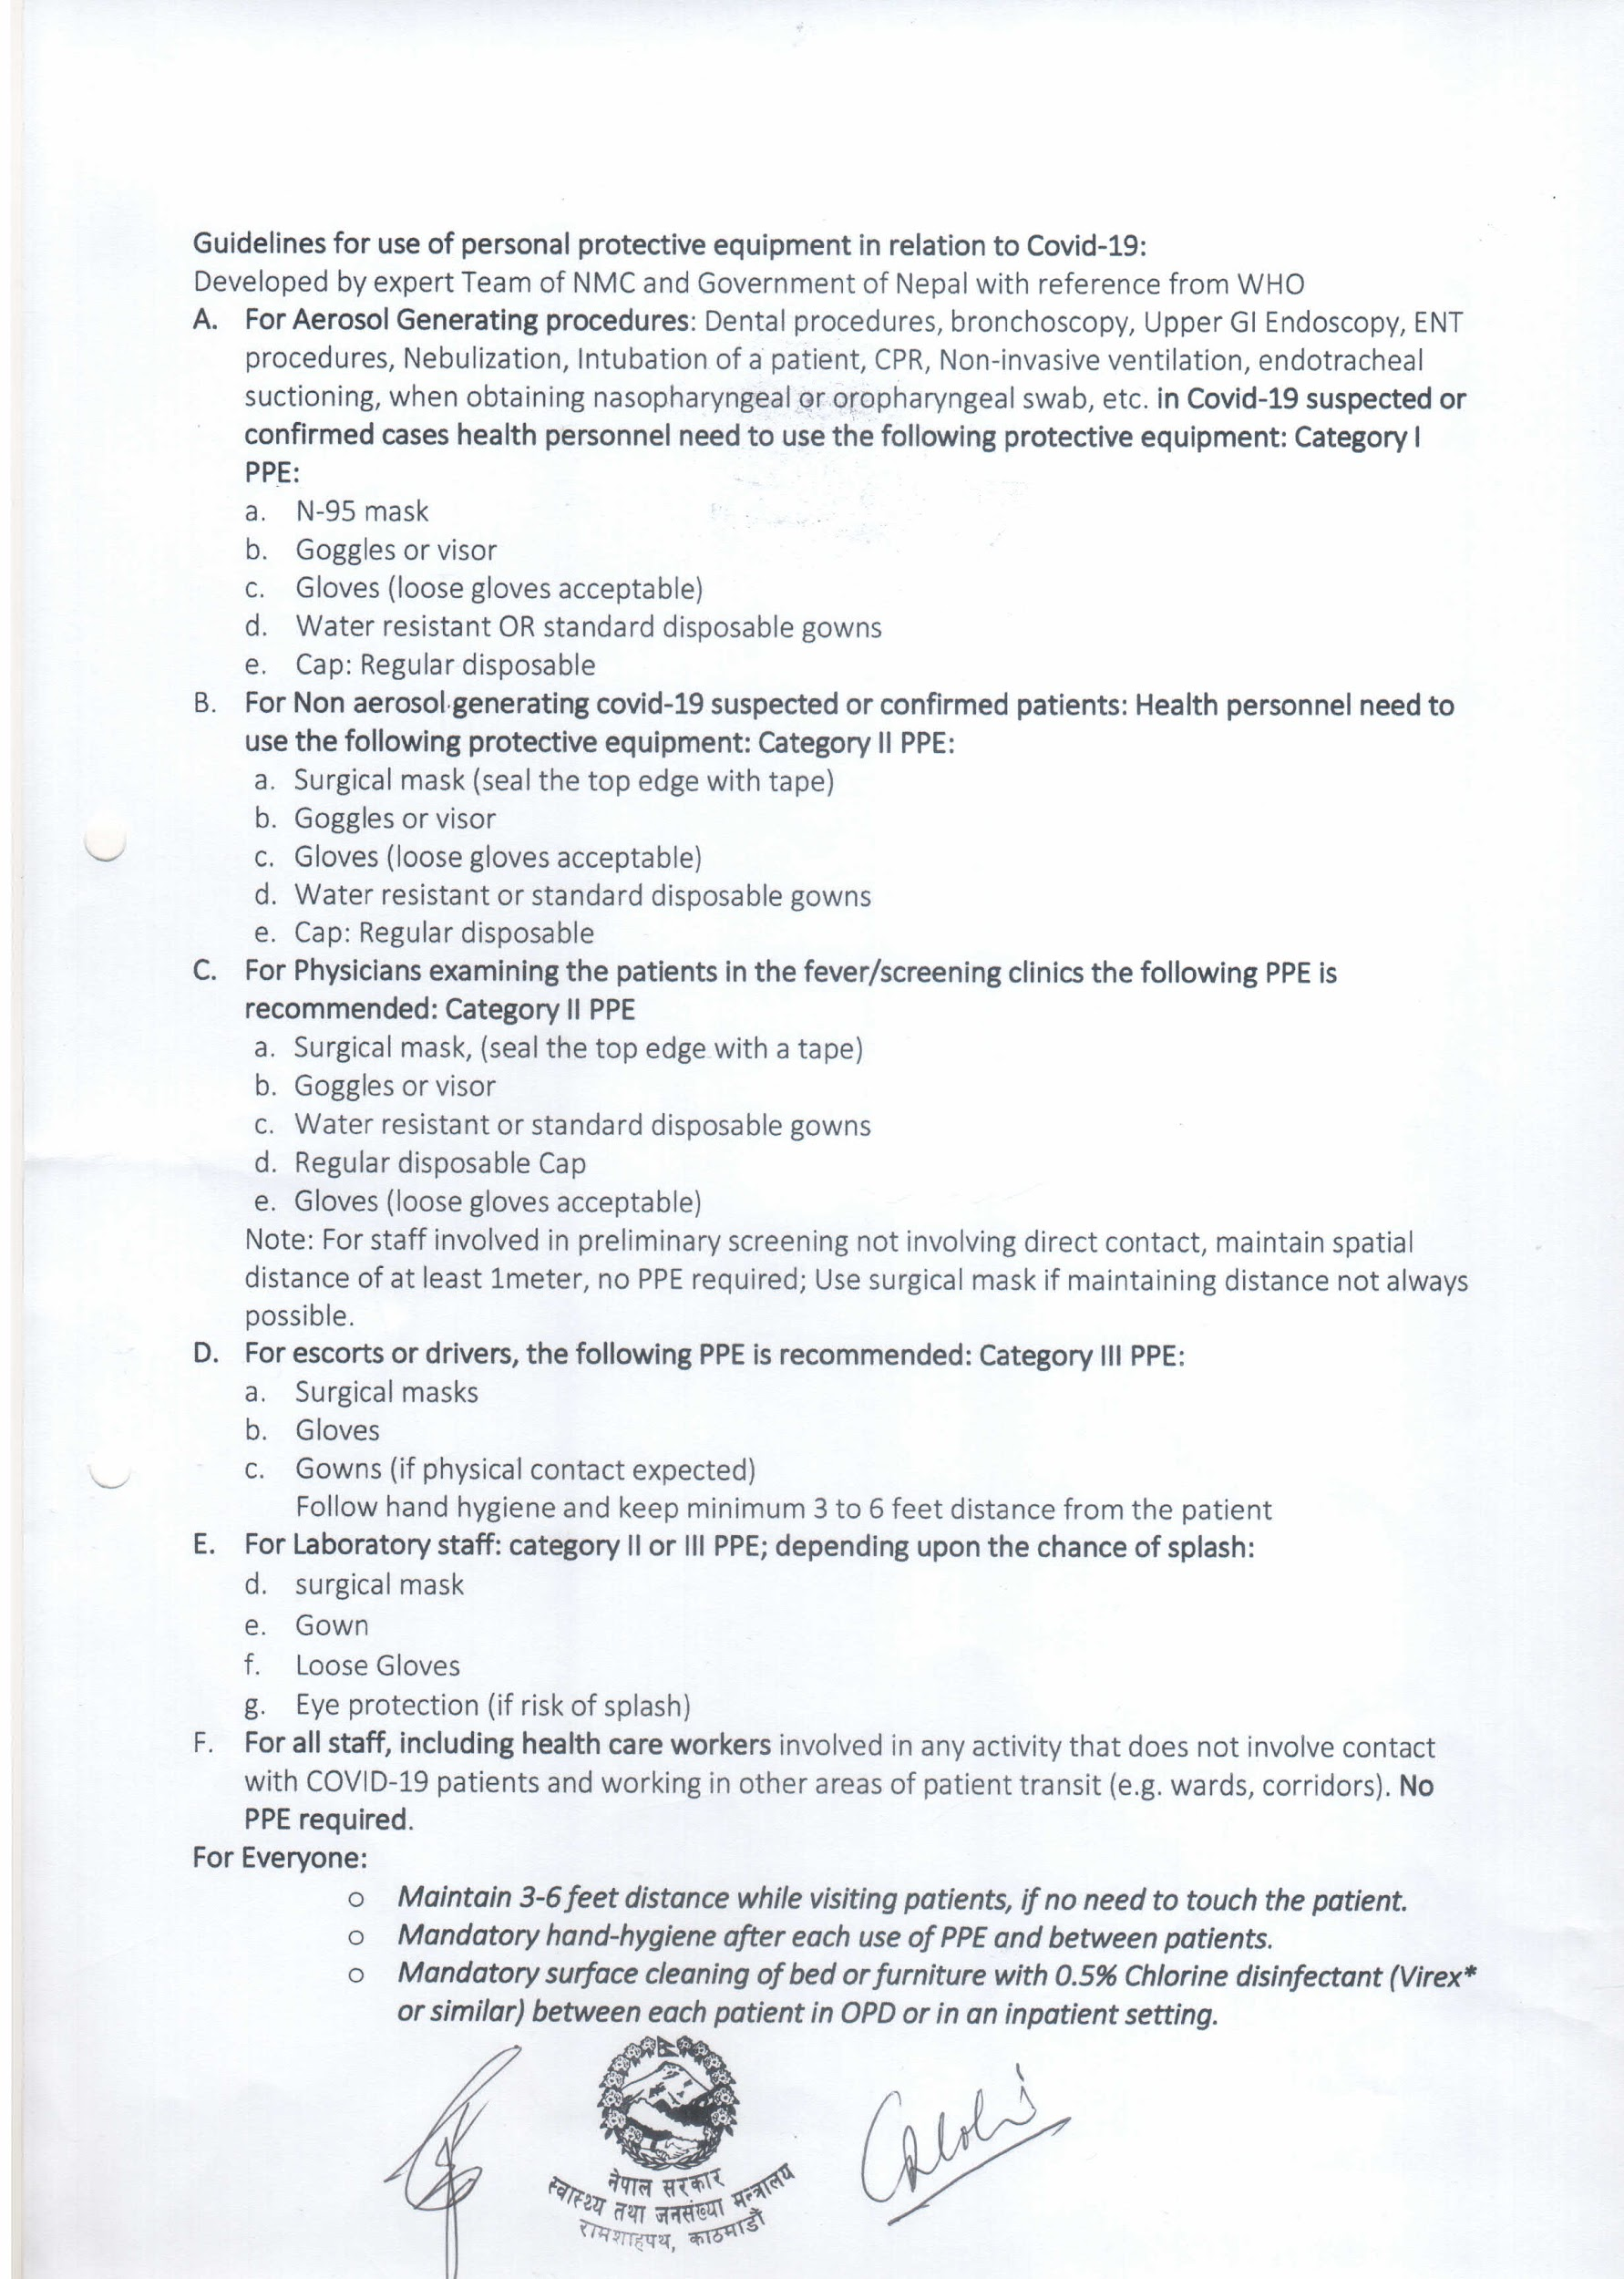 Guidelines for use of personal protective equipment in relation to Covid-19:
Developed by expert Team of NMC and Government of Nepal with reference from WHO
A. For Aerosol Generating procedures: Dental procedures, bronchoscopy, Upper GI Endoscopy, ENT
procedures, Nebulization, Intubation of a patient, CPR, Non-invasive ventilation, endotracheal
suctioning, when obtaining nasopharyngeal or oropharyngeal swab, etc. in Covid-19 suspected or
confirmed cases health personnel need to use the following protective equipment: Category I
PPE:
a. N-95 mask
b. Goggles or visor
c. Gloves (loose gloves acceptable)
d. Water resistant OR standard disposable gowns
e. Cap: Regular disposable
B. For Non aerosol generating covid-19 suspected or confirmed patients: Health personnel need to
use the following protective equipment: Category II PPE:
a. Surgical mask (seal the top edge with tape)
b. Goggles or visor
c. Gloves (loose gloves acceptable)
d. Water resistant or standard disposable gowns
e. Cap: Regular disposable
C. For Physicians examining the patients in the fever/screening clinics the following PPE is
recommended: Category II PPE
a. Surgical mask, (seal the top edge with a tape)
b. Goggles or visor
c. Water resistant or standard disposable gowns
d. Regular disposable Cap
e. Gloves (loose gloves acceptable)
Note: For staff involved in preliminary screening not involving direct contact, maintain spatial
distance of at least 1meter, no PPE required; Use surgical mask if maintaining distance not always
possible.
D. For escorts or drivers, the following PPE is recommended: Category III PPE:
a. Surgical masks
b. Gloves
c. Gowns (if physical contact expected)
Follow hand hygiene and keep minimum 3 to 6 feet distance from the patient
E. For Laboratory staff: category II or III PPE; depending upon the chance of splash:
d. surgical mask
e. Gown
f. Loose Gloves
g. Eye protection (if risk of splash)
F. For all staff, including health care workers involved in any activity that does not involve contact
with COVID-19 patients and working in other areas of patient transit (e.g. wards, corridors). No
PPE required.
For Everyone:
o Maintain 3-6 feet distance while visiting patients, if no need to touch the patient.
o Mandatory hand-hygiene after each use of PPE and between patients.
o Mandatory surface cleaning of bed or furniture with 0.5% Chlorine disinfectant (Virex*
or similar) between each patient in OPD or in an inpatient setting.
नेपाल सरकार
स्वास्थ्य तथा जनसंख्या मन्त्रालय
रामशाहपथ, काठमाडौं